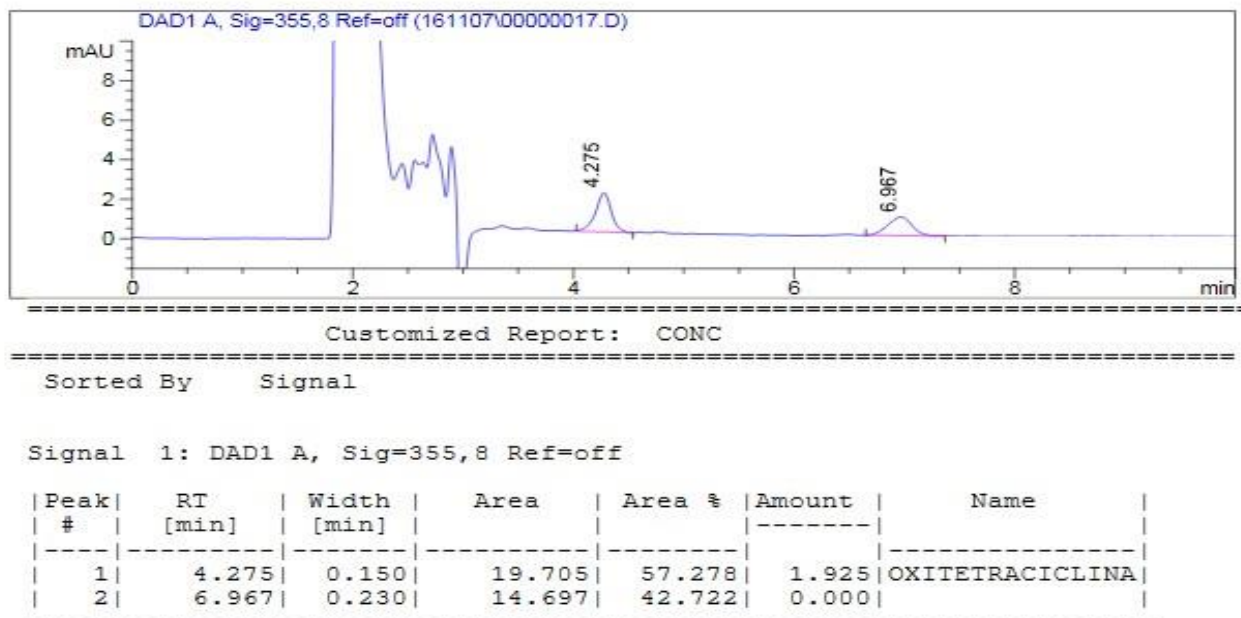 DAD1 A, Sig=355,8 Ref=off (161107\00000017.D)
mAU
8
6
4
2
0
4.275
6.967
0 2 4 6 8 min
==========================================================================
Customized Report: CONC
==========================================================================
Sorted By Signal
Signal 1: DAD1 A, Sig=355,8 Ref=off
|Peak| RT | Width | Area | Area % |Amount | Name |
| # | [min] | [min] | | |-------| |
|----|---------|-------|----------|--------| |---------------|
| 1| 4.275| 0.150| 19.705| 57.278| 1.925|OXITETRACICLINA|
| 2| 6.967| 0.230| 14.697| 42.722| 0.000| |